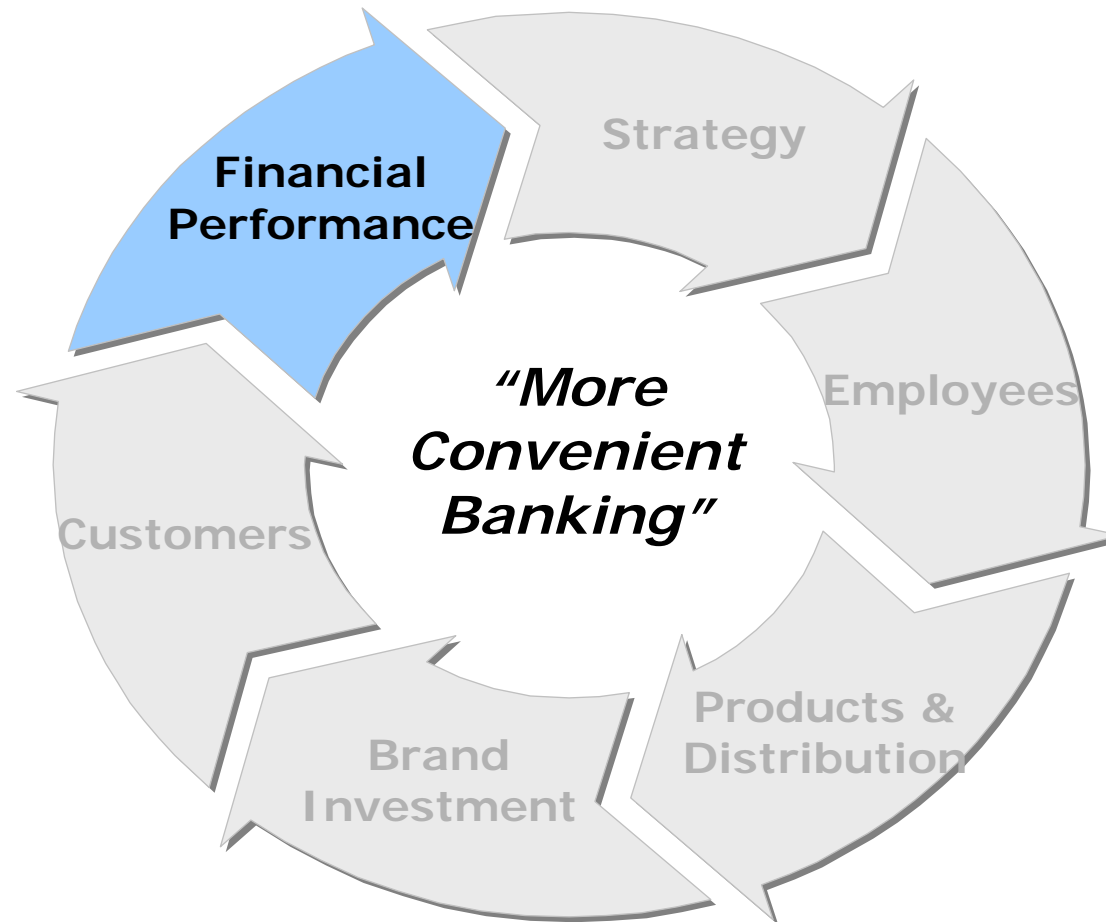 Financial
Performance
Strategy
Employees
Products &
Distribution
Brand
Investment
Customers
“More
Convenient
Banking”